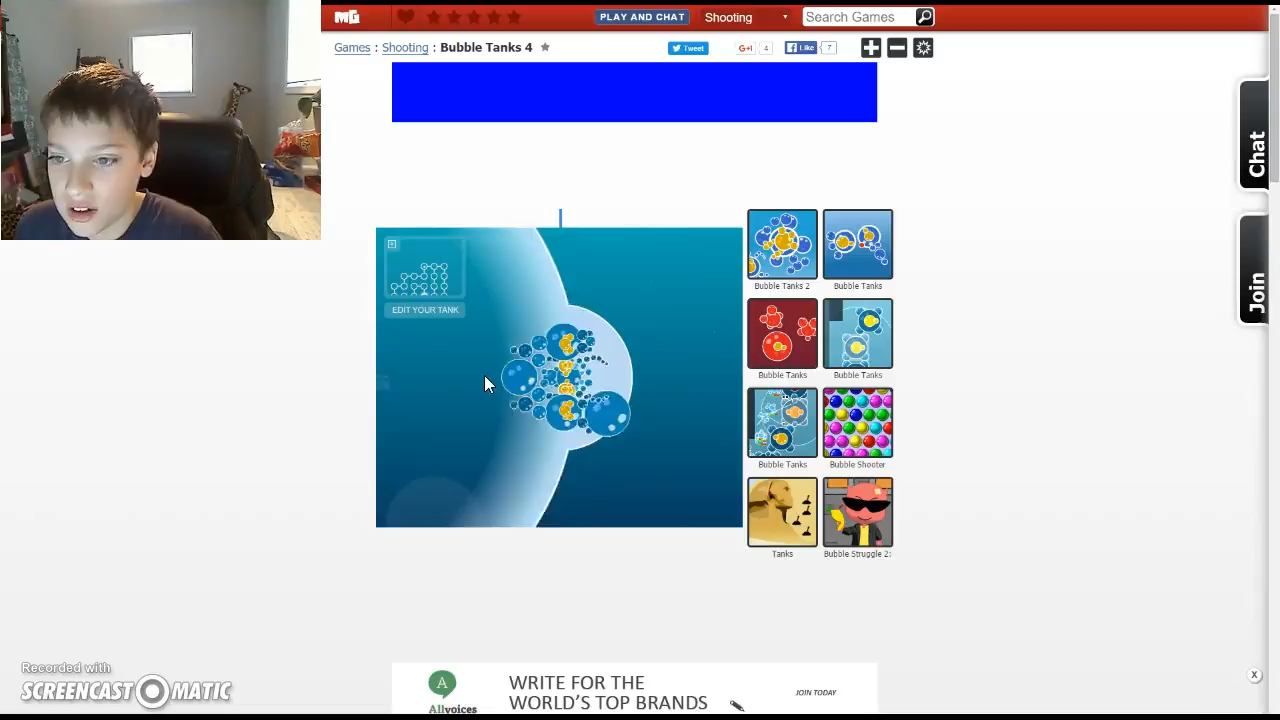 MG PLAY AND CHAT Shooting Search Games
Games : Shooting : Bubble Tanks 4 Tweet G+1 4 Like 7
Chat
Join
EDIT YOUR TANK
Bubble Tanks 2 Bubble Tanks
Bubble Tanks Bubble Tanks
Bubble Tanks Bubble Shooter
Tanks Bubble Struggle 2:
Recorded with
SCREENCAST MATIC
Allvoices
WRITE FOR THE
WORLD'S TOP BRANDS
JOIN TODAY